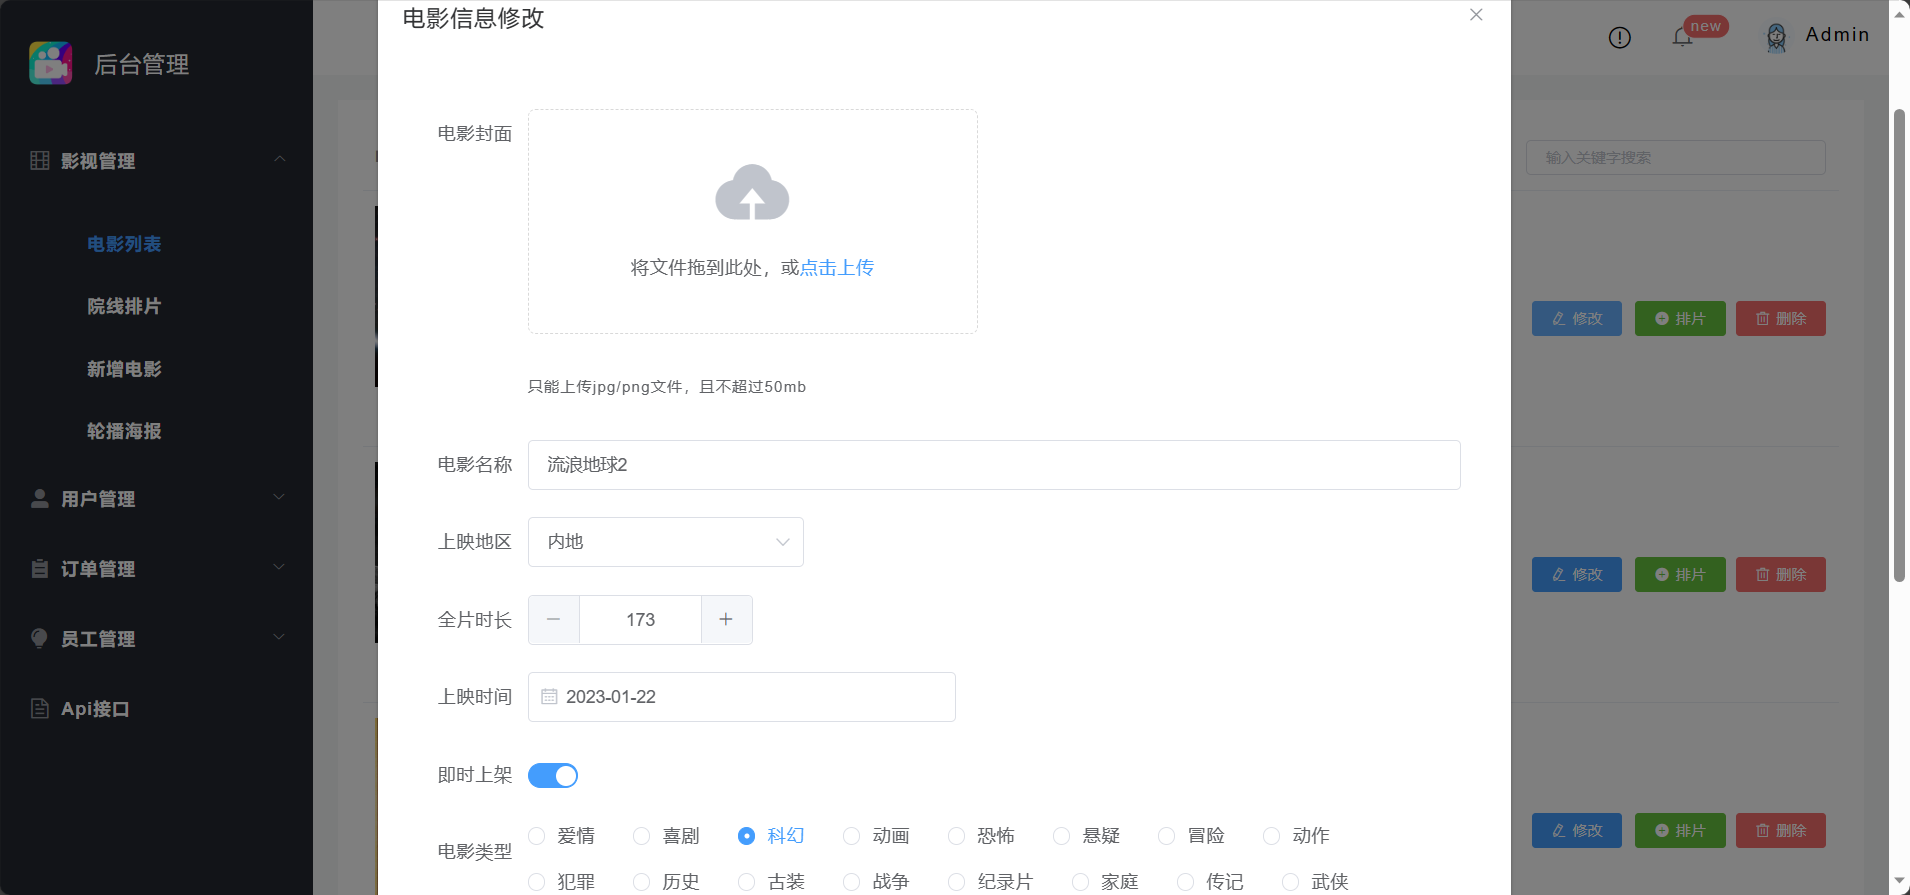 后台管理
影视管理
电影列表
院线排片
新增电影
轮播海报
用户管理
订单管理
员工管理
Api接口
new
Admin
输入关键字搜索
修改 排片 删除
修改 排片 删除
修改 排片 删除
电影信息修改
电影封面
将文件拖到此处，或点击上传
只能上传jpg/png文件，且不超过50mb
电影名称 流浪地球2
上映地区 内地
全片时长 173
上映时间 2023-01-22
即时上架
电影类型
爱情 喜剧 科幻 动画 恐怖 悬疑 冒险 动作
犯罪 历史 古装 战争 纪录片 家庭 传记 武侠